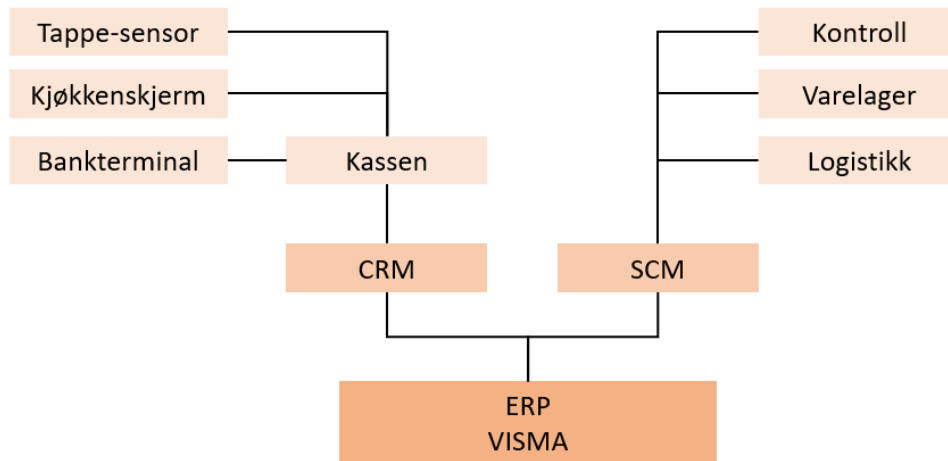 Tappe-sensor
Kjøkkenskjerm
Bankterminal
Kassen
Kontroll
Varelager
Logistikk
CRM
SCM
ERP
VISMA